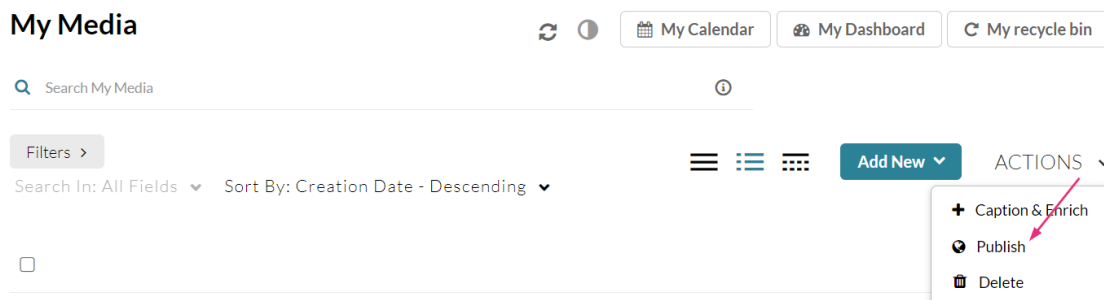 My Media
My Calendar
My Dashboard
My recycle bin
Search My Media
Filters >
Add New
ACTIONS
Search In: All Fields
Sort By: Creation Date - Descending
Caption & Enrich
Publish
Delete